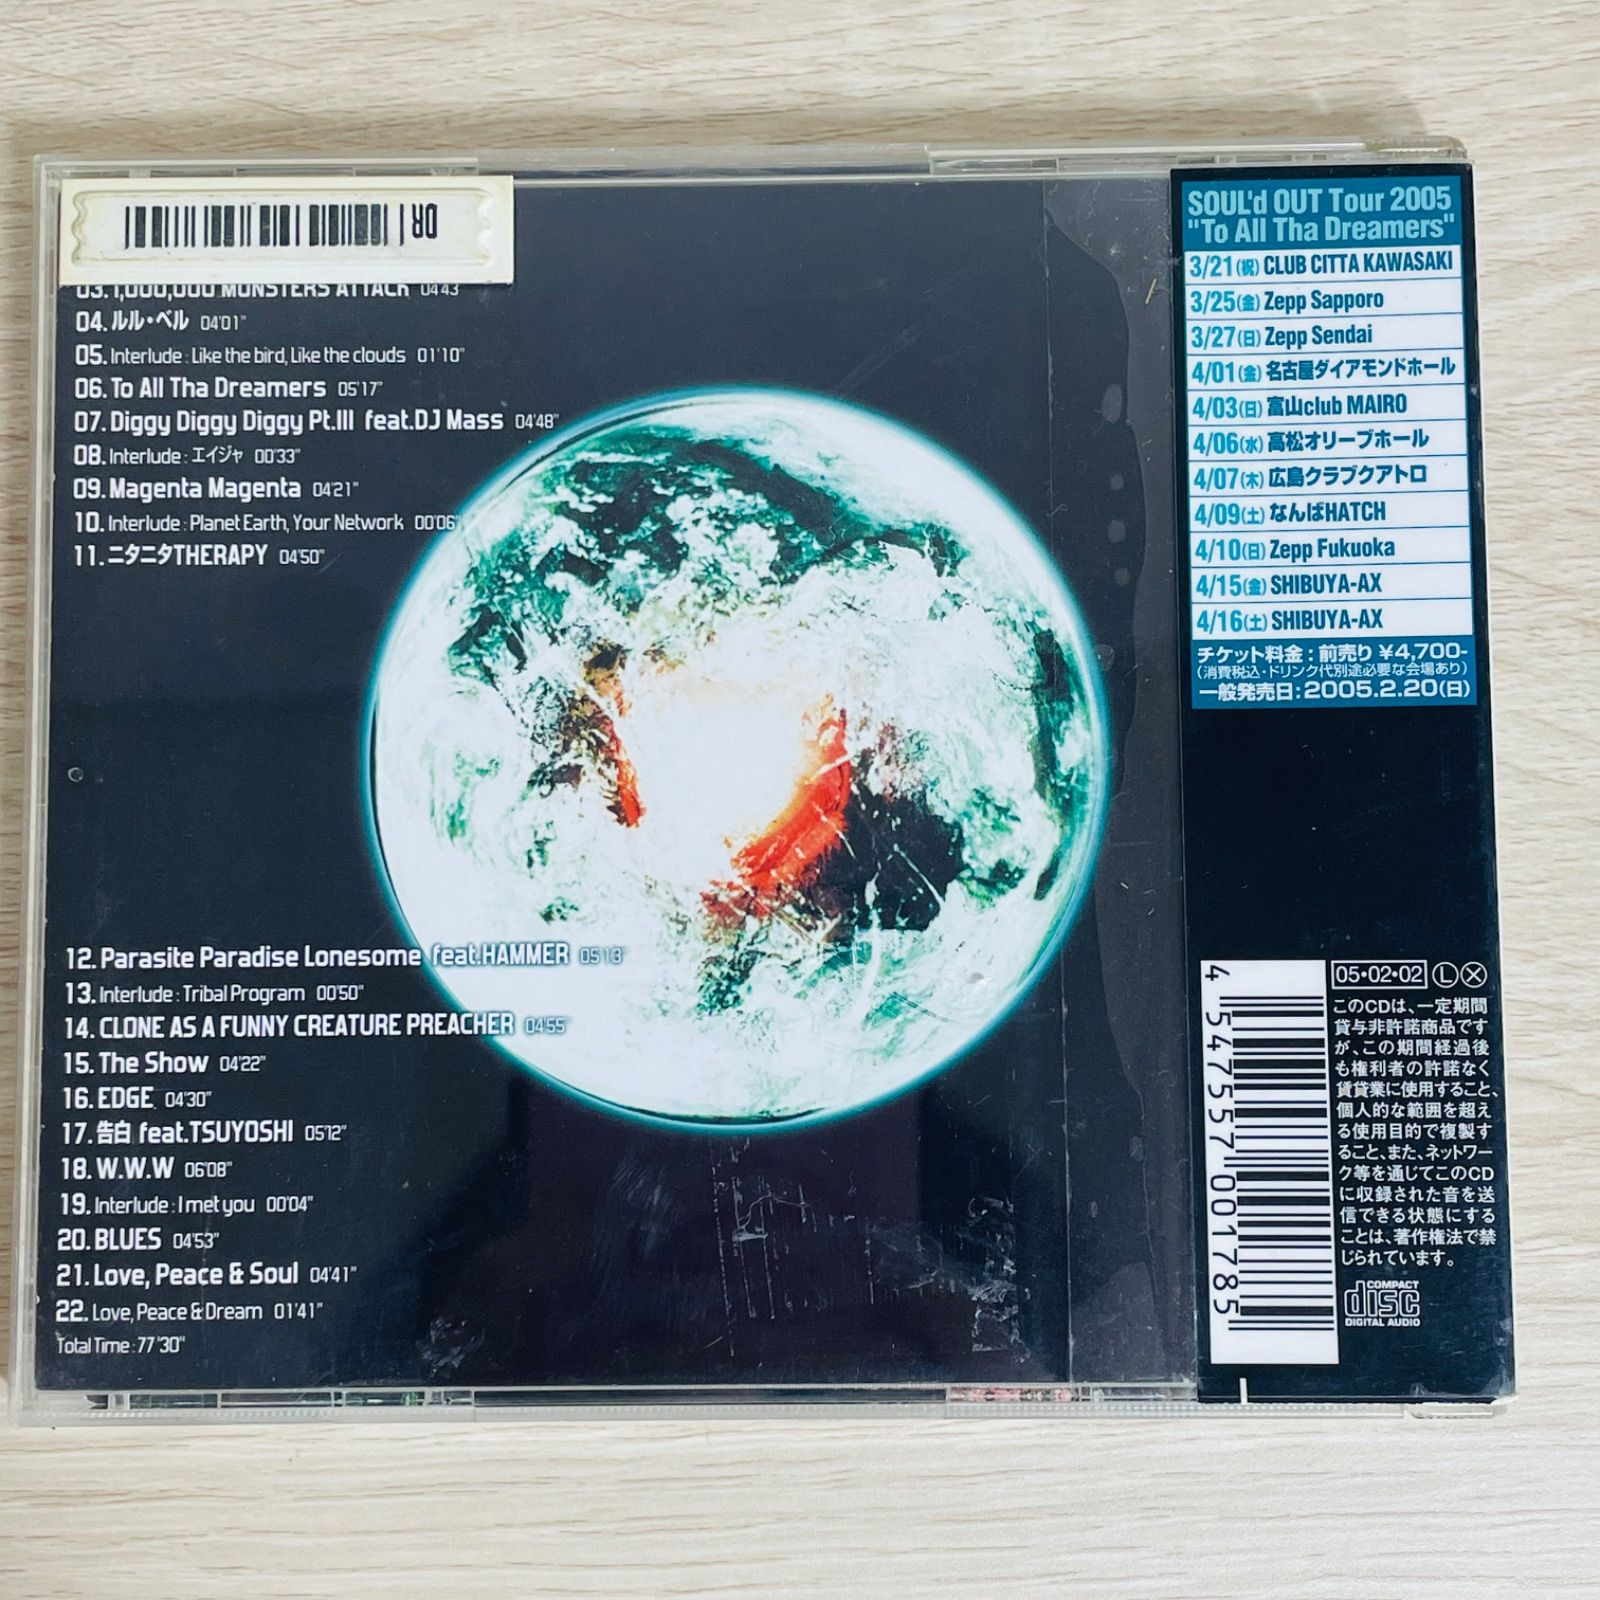 DR
03. 1,000,000 MONSTERS ATTACK 04'43
04. ルル・ベル 04'01"
05. Interlude : Like the bird, Like the clouds 01'10"
06. To All Tha Dreamers 05'17"
07. Diggy Diggy Diggy Pt.III feat.DJ Mass 04'48"
08. Interlude : エイジャ 00'33"
09. Magenta Magenta 04'21"
10. Interlude : Planet Earth, Your Network 00'06"
11. ニタニタTHERAPY 04'50"
12. Parasite Paradise Lonesome feat.HAMMER 05'13"
13. Interlude : Tribal Program 00'50"
14. CLONE AS A FUNNY CREATURE PREACHER 04'55"
15. The Show 04'22"
16. EDGE 04'30"
17. 告白 feat.TSUYOSHI 05'12"
18. W.W.W 06'08"
19. Interlude : I met you 00'04"
20. BLUES 04'53"
21. Love, Peace & Soul 04'41"
22. Love, Peace & Dream 01'41"
Total Time : 77'30"
SOUL'd OUT Tour 2005
"To All Tha Dreamers"
3/21(祝) CLUB CITTA KAWASAKI
3/25(金) Zepp Sapporo
3/27(日) Zepp Sendai
4/01(金) 名古屋ダイアモンドホール
4/03(日) 富山club MAIRO
4/06(水) 高松オリーブホール
4/07(木) 広島クラブクアトロ
4/09(土) なんばHATCH
4/10(日) Zepp Fukuoka
4/15(金) SHIBUYA-AX
4/16(土) SHIBUYA-AX
チケット料金:前売り ¥4,700-
(消費税込・ドリンク代別途必要な会場あり)
一般発売日:2005.2.20(日)
4 547557 001785
05・02・02 L X
このCDは、一定期間
貸与非許諾商品です
が、この期間経過後
も権利者の許諾なく
賃貸業に使用すること、
個人的な範囲を超え
る使用目的で複製す
ること、また、ネットワー
ク等を通じてこのCD
に収録された音を送
信できる状態にする
ことは、著作権法で禁
じられています。
COMPACT
disc
DIGITAL AUDIO